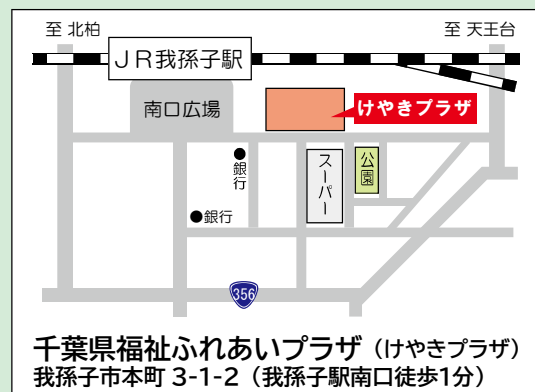 至 北柏
至 天王台
ＪＲ我孫子駅
南口広場
けやきプラザ
●銀行
スーパー
公園
●銀行
356
千葉県福祉ふれあいプラザ（けやきプラザ）
我孫子市本町 3-1-2（我孫子駅南口徒歩1分）